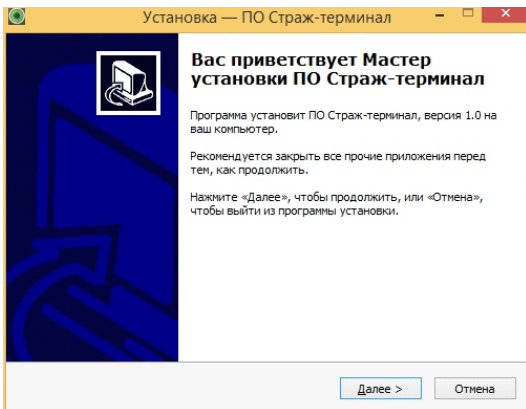 Установка — ПО Страж-терминал
Вас приветствует Мастер
установки ПО Страж-терминал
Программа установит ПО Страж-терминал, версия 1.0 на
ваш компьютер.
Рекомендуется закрыть все прочие приложения перед
тем, как продолжить.
Нажмите «Далее», чтобы продолжить, или «Отмена»,
чтобы выйти из программы установки.
Далее >
Отмена